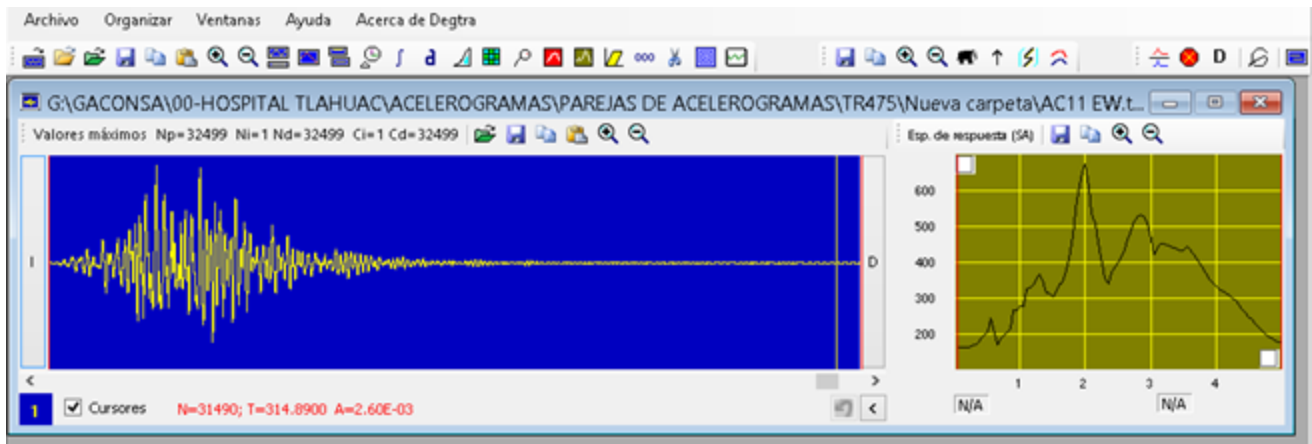 Archivo Organizar Ventanas Ayuda Acerca de Degtra
D
G:\GACONSA\00-HOSPITAL TLAHUAC\ACELEROGRAMAS\PAREJAS DE ACELEROGRAMAS\TR475\Nueva carpeta\AC11 EW.t...
Valores máximos Np=32499 Ni=1 Nd=32499 Ci=1 Cd=32499
Esp. de respuesta (SA)
I
D
600
500
400
300
200
1 2 3 4
N/A N/A
1 Cursores N=31490; T=314.8900 A=2.60E-03